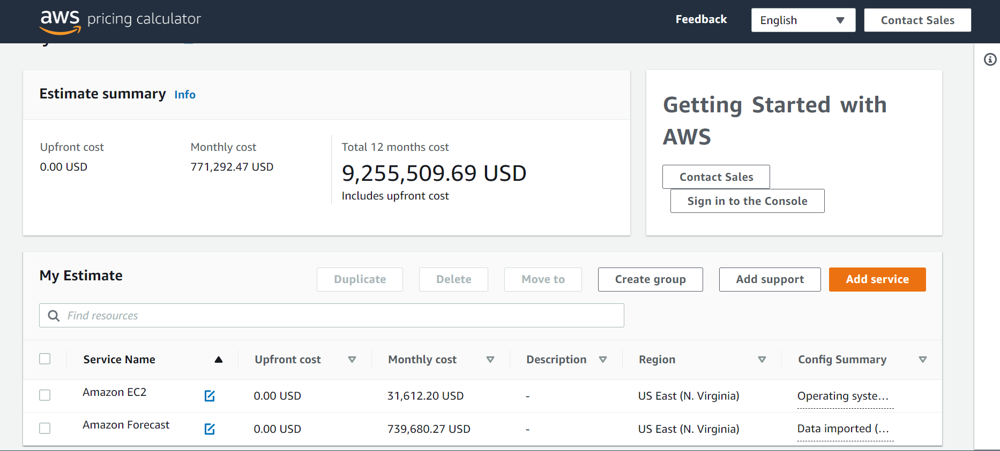 aws pricing calculator
Feedback
English
Contact Sales
Estimate summary Info
Upfront cost
0.00 USD
Monthly cost
771,292.47 USD
Total 12 months cost
9,255,509.69 USD
Includes upfront cost
Getting Started with
AWS
Contact Sales
Sign in to the Console
My Estimate
Duplicate
Delete
Move to
Create group
Add support
Add service
Find resources
Service Name Upfront cost Monthly cost Description Region Config Summary
Amazon EC2 0.00 USD 31,612.20 USD - US East (N. Virginia) Operating syste...
Amazon Forecast 0.00 USD 739,680.27 USD - US East (N. Virginia) Data imported (...